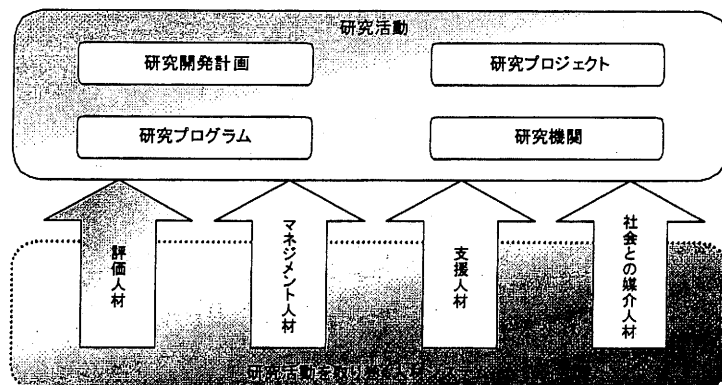 研究活動
研究開発計画
研究プロジェクト
研究プログラム
研究機関
評価人材
マネジメント人材
支援人材
社会との媒介人材
研究活動を取り巻く人材